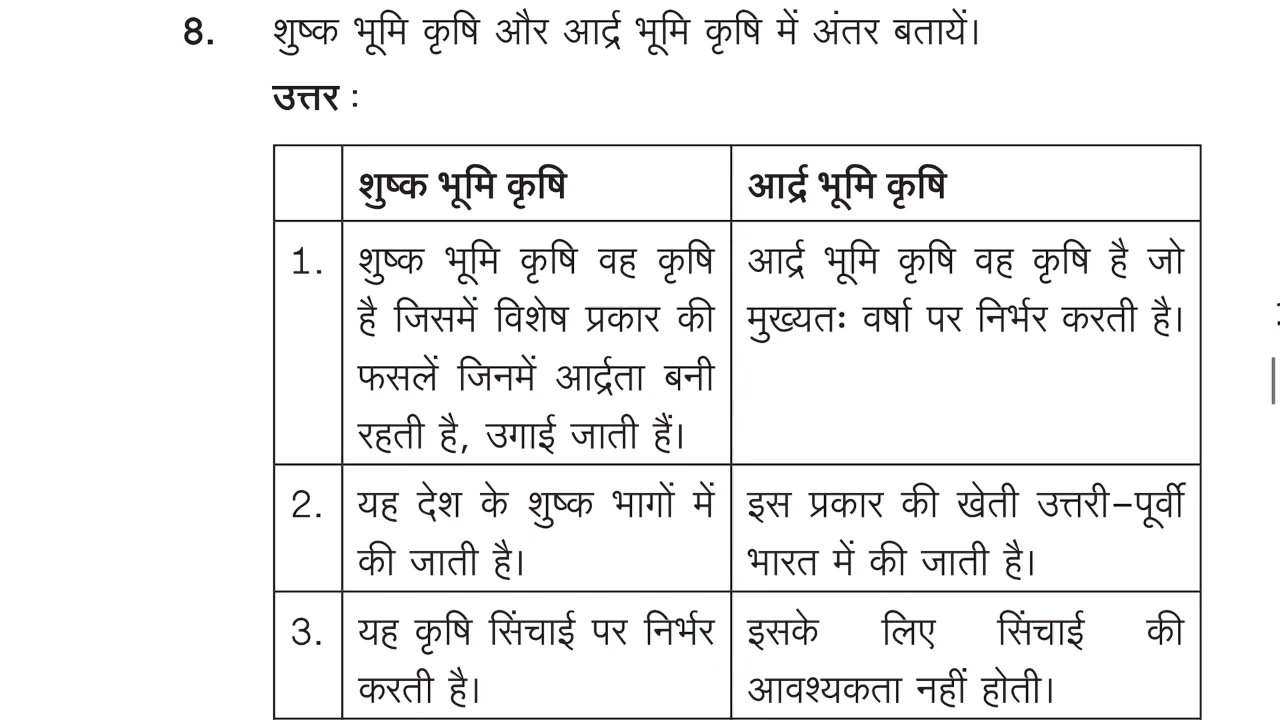 8. शुष्क भूमि कृषि और आर्द्र भूमि कृषि में अंतर बतायें।
उत्तर :
शुष्क भूमि कृषि
आर्द्र भूमि कृषि
1.
शुष्क भूमि कृषि वह कृषि
है जिसमें विशेष प्रकार की
फसलें जिनमें आर्द्रता बनी
रहती है, उगाई जाती हैं।
आर्द्र भूमि कृषि वह कृषि है जो
मुख्यतः वर्षा पर निर्भर करती है।
2.
यह देश के शुष्क भागों में
की जाती है।
इस प्रकार की खेती उत्तरी-पूर्वी
भारत में की जाती है।
3.
यह कृषि सिंचाई पर निर्भर
करती है।
इसके लिए सिंचाई की
आवश्यकता नहीं होती।